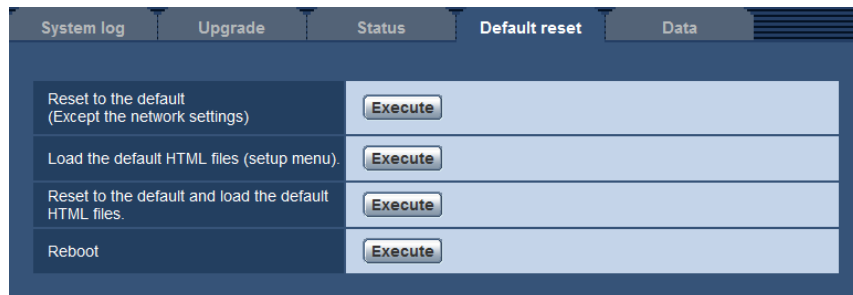 System log Upgrade Status Default reset Data
Reset to the default
(Except the network settings) Execute
Load the default HTML files (setup menu). Execute
Reset to the default and load the default
HTML files. Execute
Reboot Execute